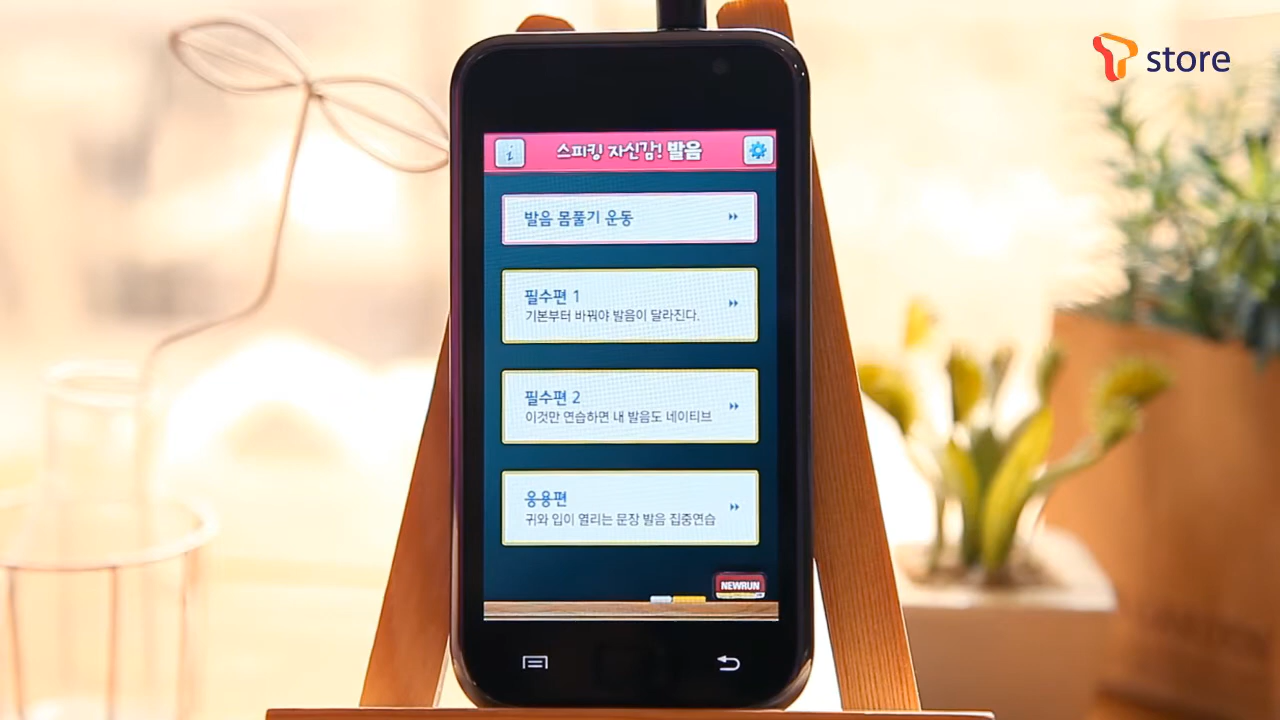 store
i
스피킹 자신감! 발음
발음 몸풀기 운동
필수편 1
기본부터 바꿔야 발음이 달라진다.
필수편 2
이것만 연습하면 내 발음도 네이티브
응용편
귀와 입이 열리는 문장 발음 집중연습
NEWRUN